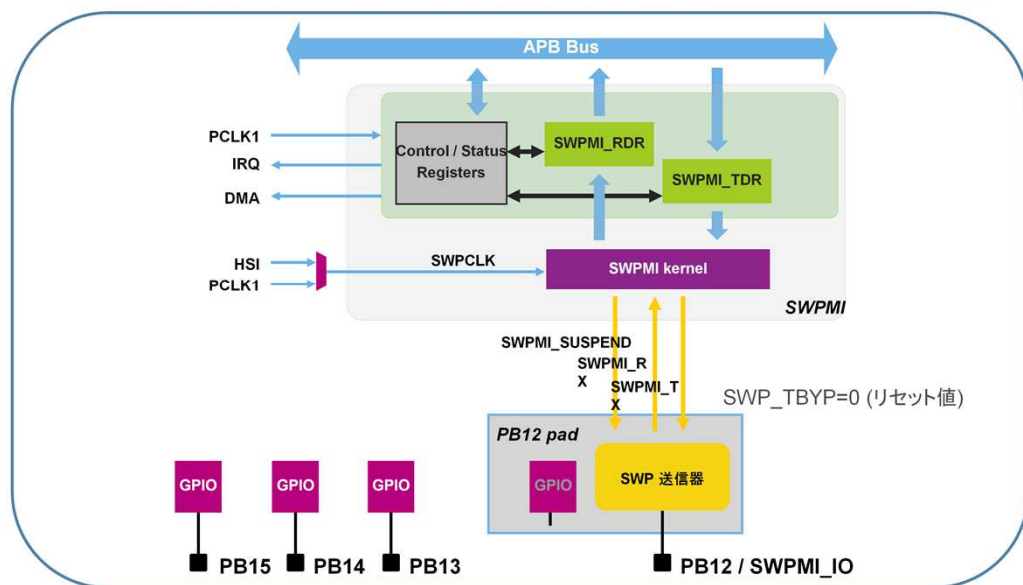 APB Bus
PCLK1
IRQ
DMA
Control / Status
Registers
SWPMI_RDR
SWPMI_TDR
HSI
PCLK1
SWPCLK
SWPMI kernel
SWPMI
SWPMI_SUSPEND
SWPMI_R
X
SWPMI_T
X
SWP_TBYP=0 (リセット値)
PB12 pad
GPIO
GPIO
GPIO
GPIO
SWP 送信器
PB15
PB14
PB13
PB12 / SWPMI_IO